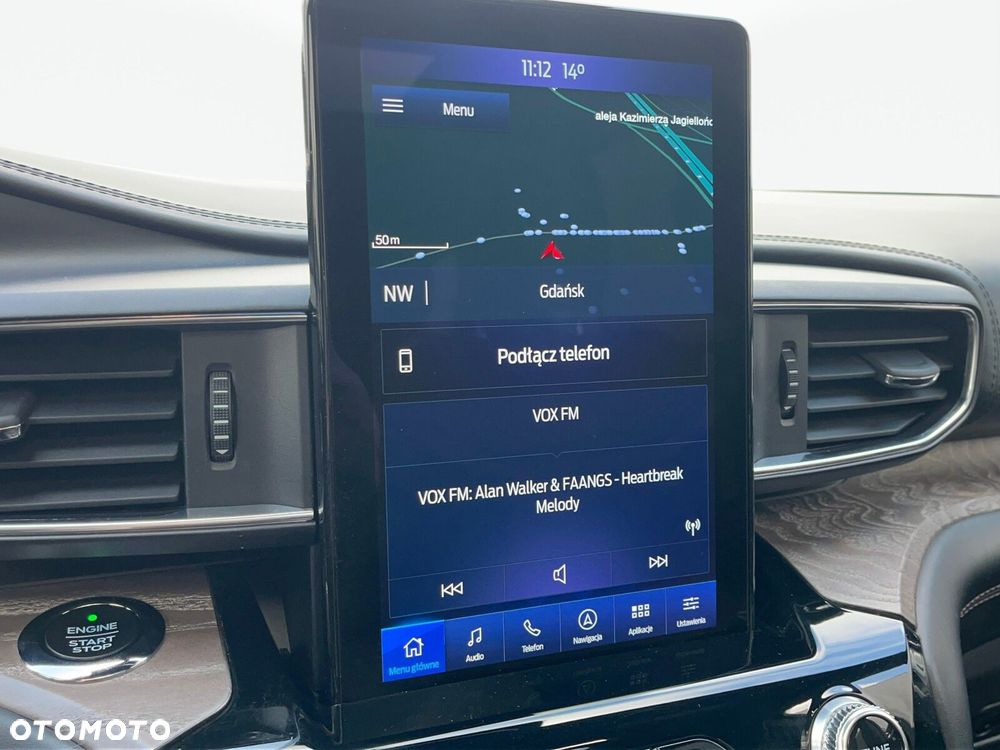 11:12 14°
Menu
aleja Kazimierza Jagiellońc
50m
NW
Gdańsk
Podłącz telefon
VOX FM
VOX FM: Alan Walker & FAANGS - Heartbreak
Melody
Menu główne
Audio
Telefon
Nawigacja
Aplikacje
Ustawienia
ENGINE
START
STOP
ENGINE
OTOMOTO